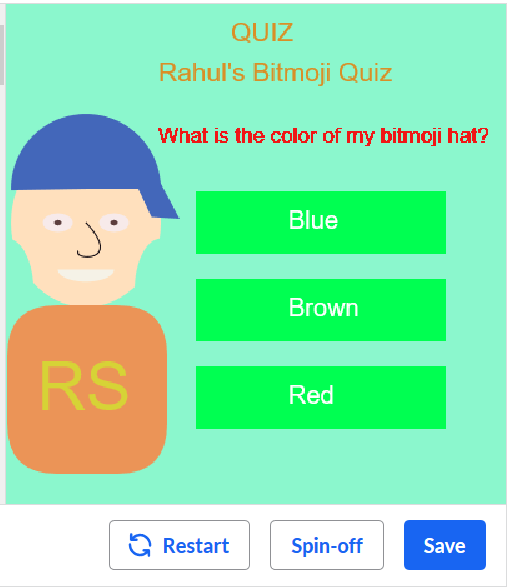 QUIZ
Rahul's Bitmoji Quiz
What is the color of my bitmoji hat?
Blue
Brown
Red
RS
Restart
Spin-off
Save